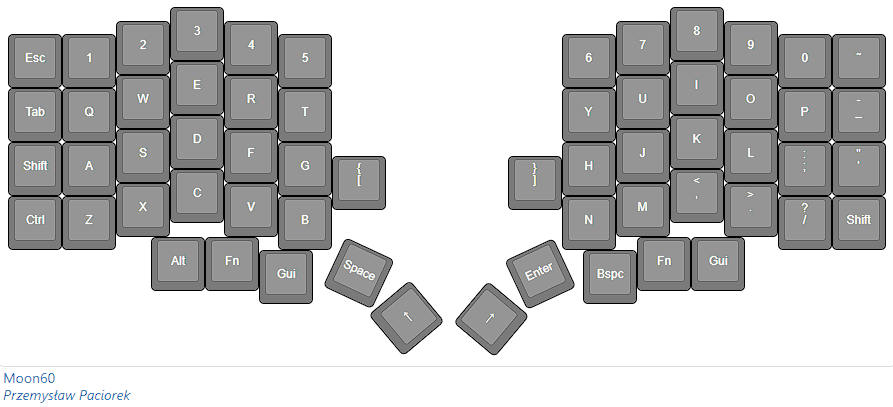 Esc 1 2 3 4 5 6 7 8 9 0 ~
Tab Q W E R T Y U I O P -
_
Shift A S D F G { } H J K L : "
[ ] ; '
Ctrl Z X C V B N M < > ? Shift
, . /
Alt Fn Gui Space Enter Bspc Fn Gui
↑ ↑
Moon60
Przemysław Paciorek